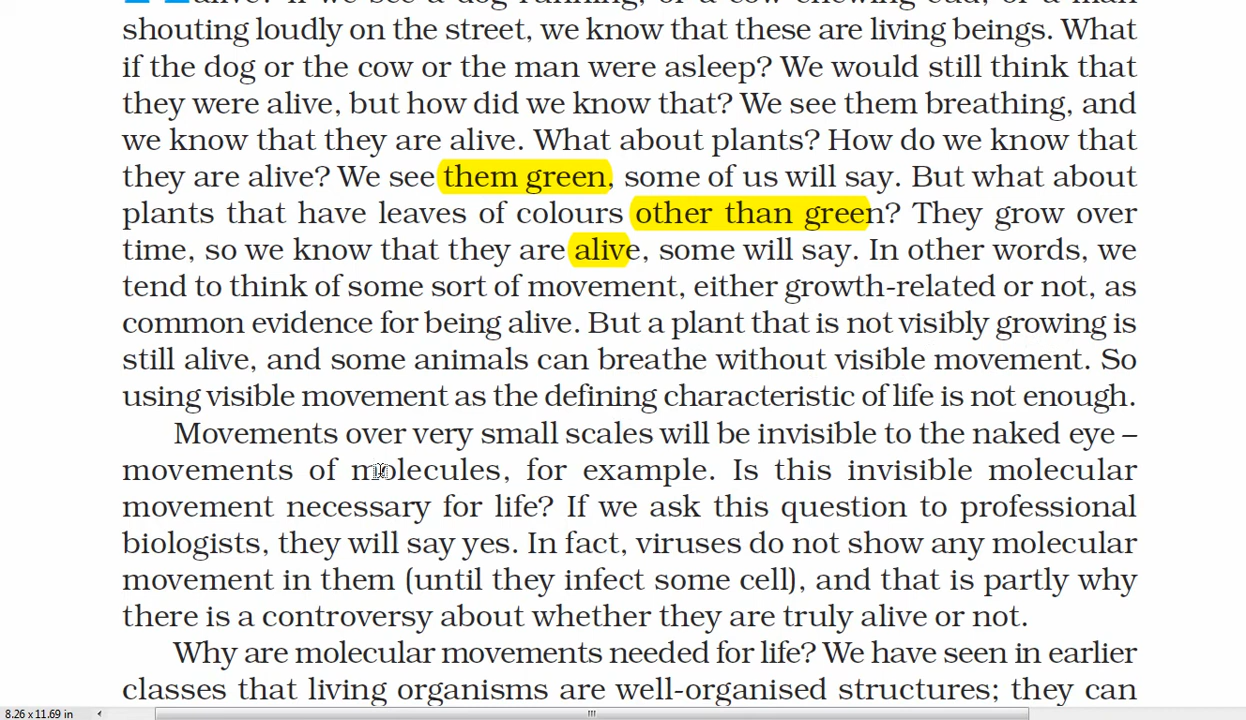 alive? If we see a dog running, or a cow chewing cud, or a man
shouting loudly on the street, we know that these are living beings. What
if the dog or the cow or the man were asleep? We would still think that
they were alive, but how did we know that? We see them breathing, and
we know that they are alive. What about plants? How do we know that
they are alive? We see them green, some of us will say. But what about
plants that have leaves of colours other than green? They grow over
time, so we know that they are alive, some will say. In other words, we
tend to think of some sort of movement, either growth-related or not, as
common evidence for being alive. But a plant that is not visibly growing is
still alive, and some animals can breathe without visible movement. So
using visible movement as the defining characteristic of life is not enough.
Movements over very small scales will be invisible to the naked eye –
movements of molecules, for example. Is this invisible molecular
movement necessary for life? If we ask this question to professional
biologists, they will say yes. In fact, viruses do not show any molecular
movement in them (until they infect some cell), and that is partly why
there is a controversy about whether they are truly alive or not.
Why are molecular movements needed for life? We have seen in earlier
classes that living organisms are well-organised structures; they can
8.26 x 11.69 in